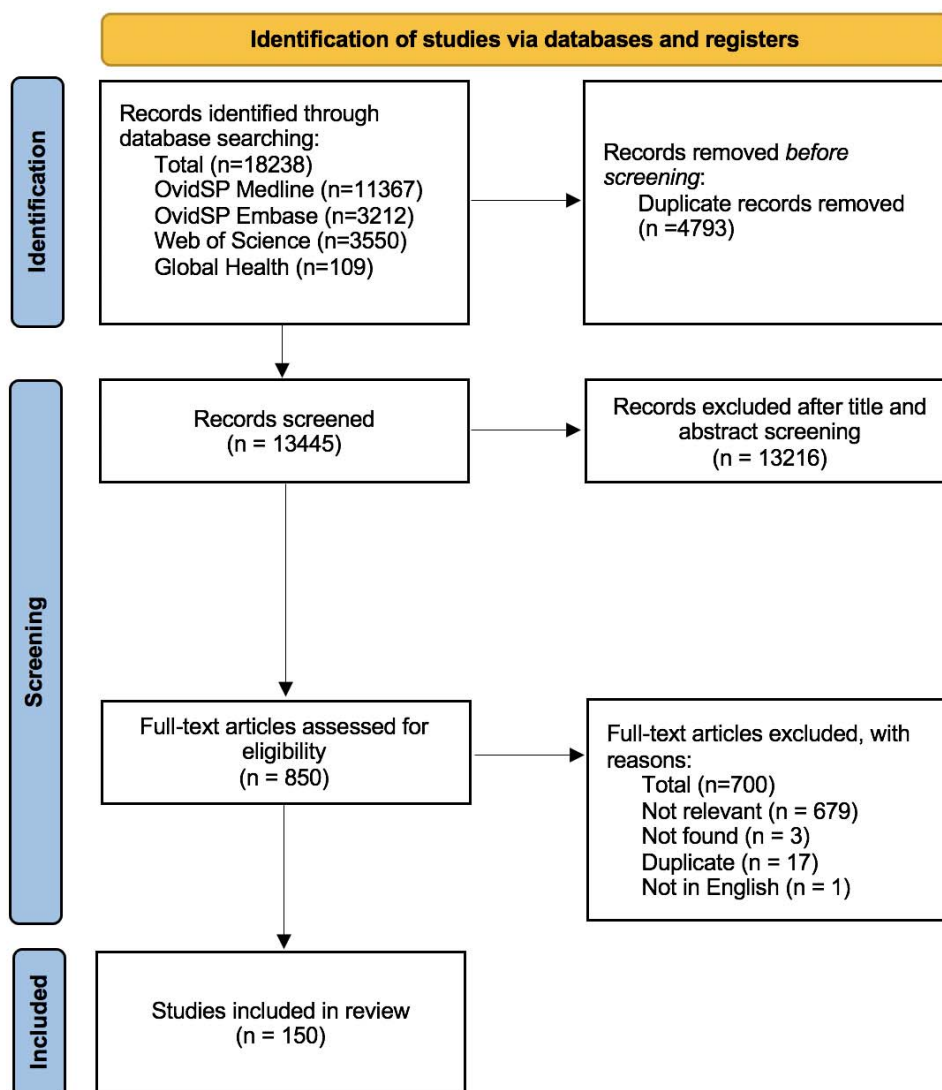 Identification of studies via databases and registers
Identification
Records identified through
database searching:
Total (n=18238)
OvidSP Medline (n=11367)
OvidSP Embase (n=3212)
Web of Science (n=3550)
Global Health (n=109)
Records removed before
screening:
Duplicate records removed
(n =4793)
Screening
Records screened
(n = 13445)
Records excluded after title and
abstract screening
(n = 13216)
Full-text articles assessed for
eligibility
(n = 850)
Full-text articles excluded, with
reasons:
Total (n=700)
Not relevant (n = 679)
Not found (n = 3)
Duplicate (n = 17)
Not in English (n = 1)
Included
Studies included in review
(n = 150)